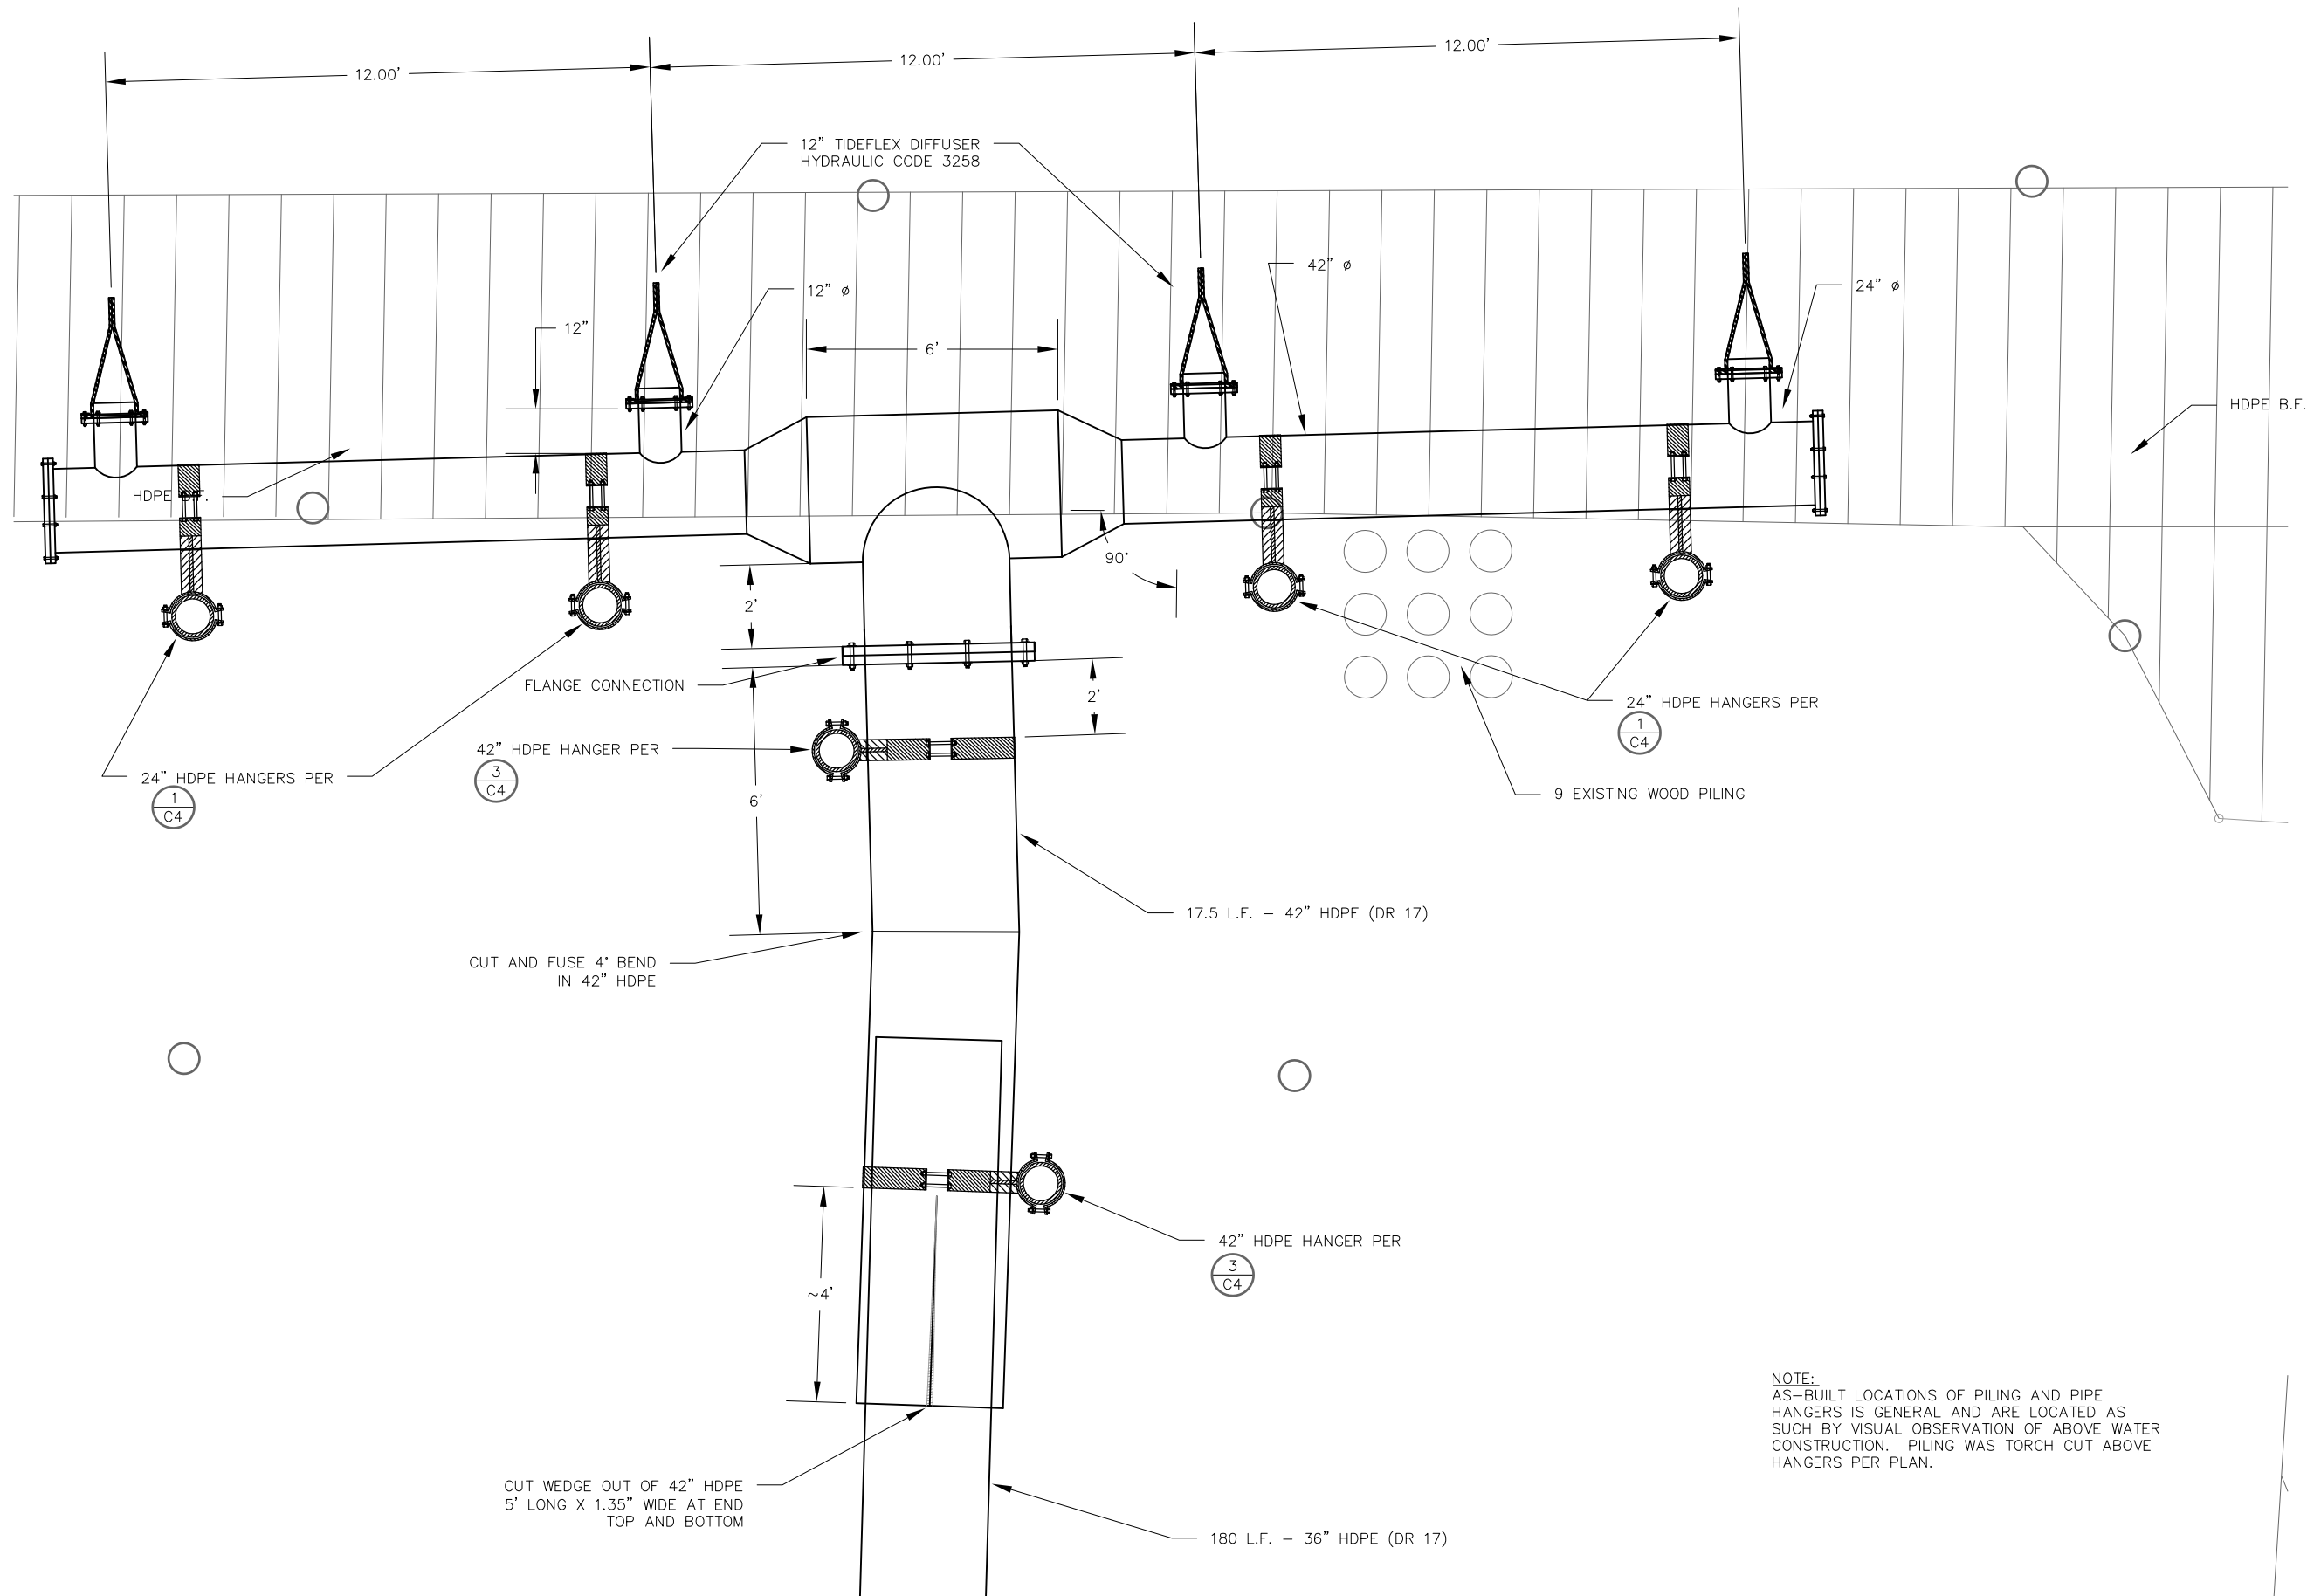 12.00'
12.00'
12.00'
12" TIDEFLEX DIFFUSER
HYDRAULIC CODE 3258
42" ø
12" ø
24" ø
12"
6'
HDPE B.F.
HDPE
90°
2'
FLANGE CONNECTION
2'
24" HDPE HANGERS PER
1
C4
42" HDPE HANGER PER
3
C4
24" HDPE HANGERS PER
1
C4
6'
9 EXISTING WOOD PILING
17.5 L.F. – 42" HDPE (DR 17)
CUT AND FUSE 4° BEND
IN 42" HDPE
42" HDPE HANGER PER
3
C4
~4'
NOTE:
AS–BUILT LOCATIONS OF PILING AND PIPE
HANGERS IS GENERAL AND ARE LOCATED AS
SUCH BY VISUAL OBSERVATION OF ABOVE WATER
CONSTRUCTION. PILING WAS TORCH CUT ABOVE
HANGERS PER PLAN.
CUT WEDGE OUT OF 42" HDPE
5' LONG X 1.35" WIDE AT END
TOP AND BOTTOM
180 L.F. – 36" HDPE (DR 17)